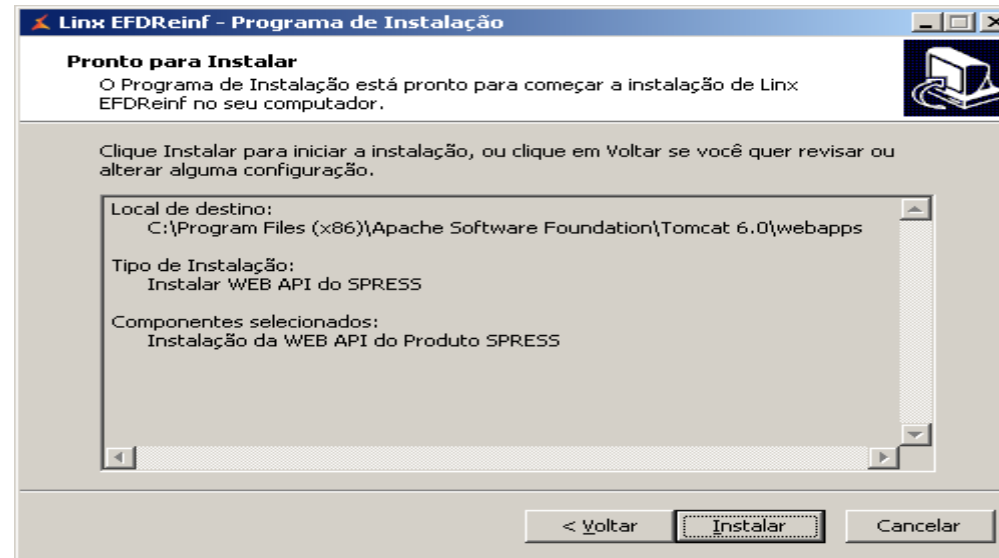 Linx EFDReinf - Programa de Instalação
Pronto para Instalar
O Programa de Instalação está pronto para começar a instalação de Linx
EFDReinf no seu computador.
Clique Instalar para iniciar a instalação, ou clique em Voltar se você quer revisar ou
alterar alguma configuração.
Local de destino:
C:\Program Files (x86)\Apache Software Foundation\Tomcat 6.0\webapps
Tipo de Instalação:
Instalar WEB API do SPRESS
Componentes selecionados:
Instalação da WEB API do Produto SPRESS
< Voltar
Instalar
Cancelar